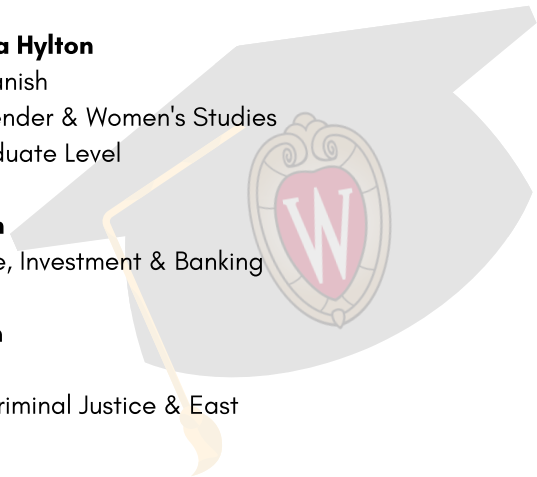 a Hylton
anish
ender & Women's Studies
duate Level
n
e, Investment & Banking
n
riminal Justice & East
W